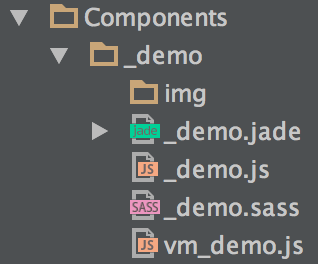 Components
_demo
img
jade _demo.jade
JS _demo.js
SASS _demo.sass
JS vm_demo.js